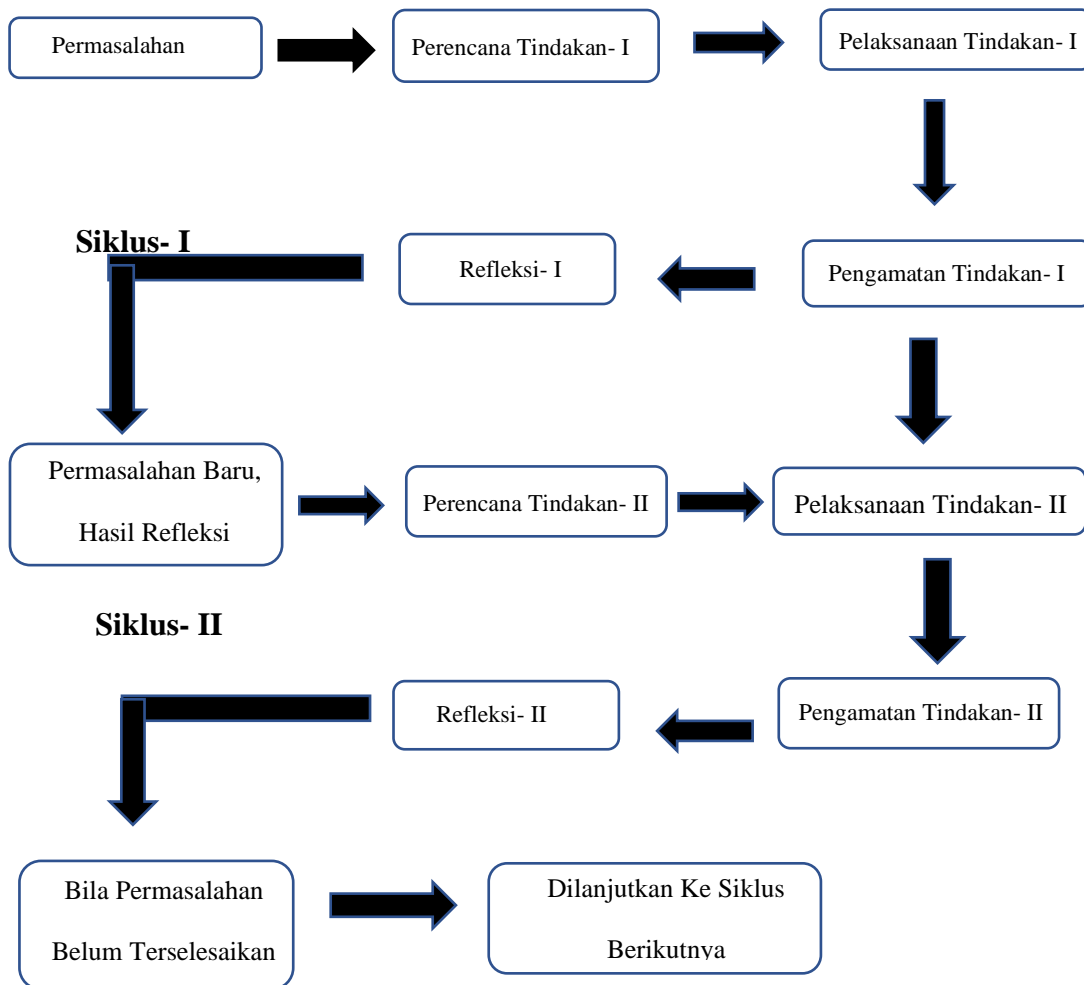 Permasalahan
Perencana Tindakan- I
Pelaksanaan Tindakan- I
Siklus- I
Refleksi- I
Pengamatan Tindakan- I
Permasalahan Baru,
Hasil Refleksi
Perencana Tindakan- II
Pelaksanaan Tindakan- II
Siklus- II
Refleksi- II
Pengamatan Tindakan- II
Bila Permasalahan
Belum Terselesaikan
Dilanjutkan Ke Siklus
Berikutnya